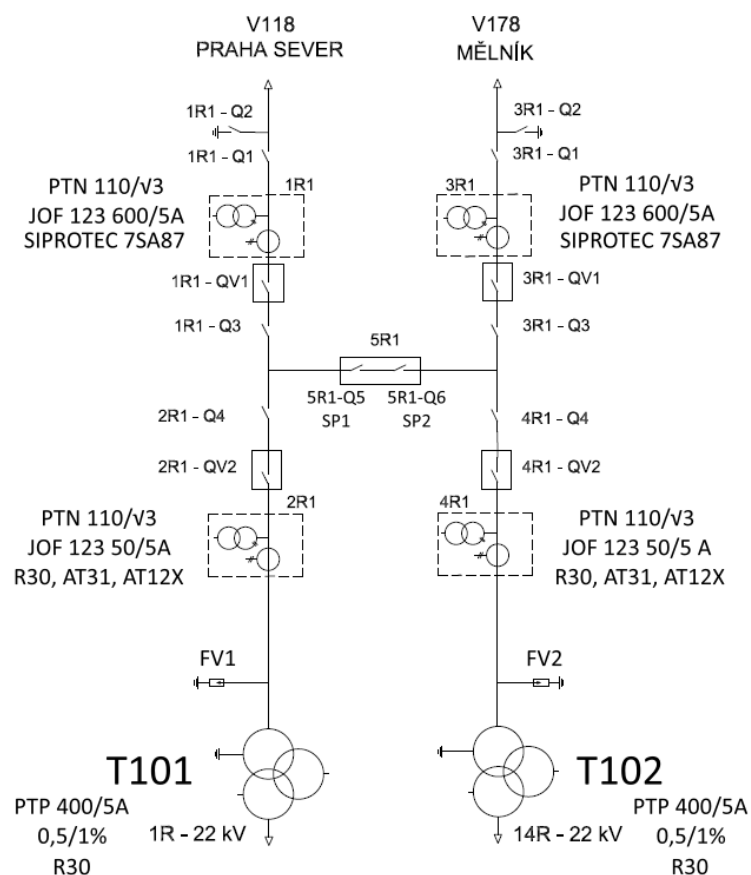 V118
PRAHA SEVER
V178
MĚLNÍK
1R1 - Q2
3R1 - Q2
1R1 - Q1
3R1 - Q1
PTN 110/√3
JOF 123 600/5A
SIPROTEC 7SA87
1R1
3R1
PTN 110/√3
JOF 123 600/5A
SIPROTEC 7SA87
1R1 - QV1
3R1 - QV1
1R1 - Q3
3R1 - Q3
5R1
5R1-Q5
SP1
5R1-Q6
SP2
2R1 - Q4
4R1 - Q4
2R1 - QV2
4R1 - QV2
PTN 110/√3
JOF 123 50/5A
R30, AT31, AT12X
2R1
4R1
PTN 110/√3
JOF 123 50/5 A
R30, AT31, AT12X
FV1
FV2
T101
T102
PTP 400/5A
0,5/1%
R30
1R - 22 kV
14R - 22 kV
PTP 400/5A
0,5/1%
R30